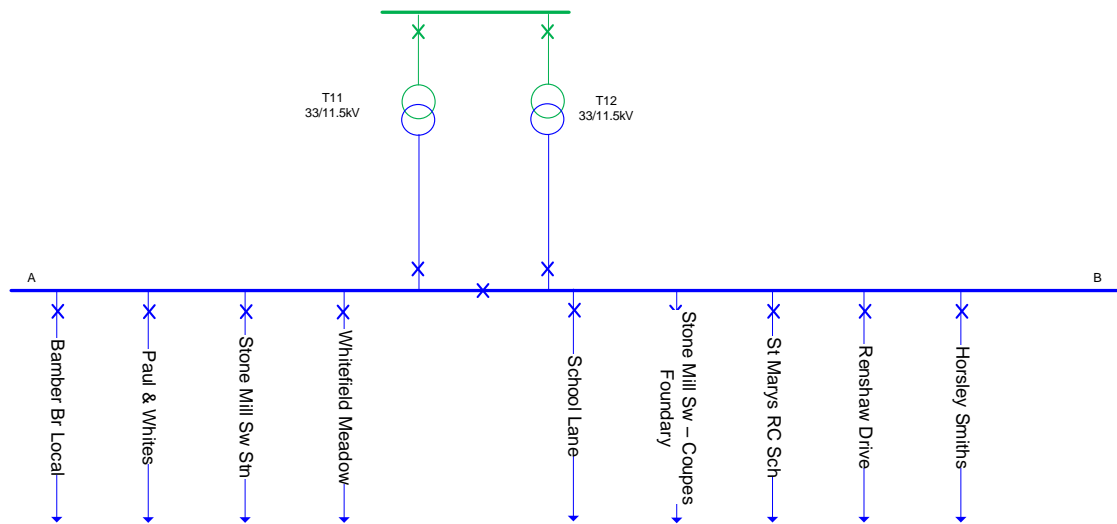 T11
33/11.5kV
T12
33/11.5kV
A
B
Bamber Br Local
Paul & Whites
Stone Mill Sw Stn
Whitefield Meadow
School Lane
Stone Mill Sw – Coupes
Foundary
St Marys RC Sch
Renshaw Drive
Horsley Smiths